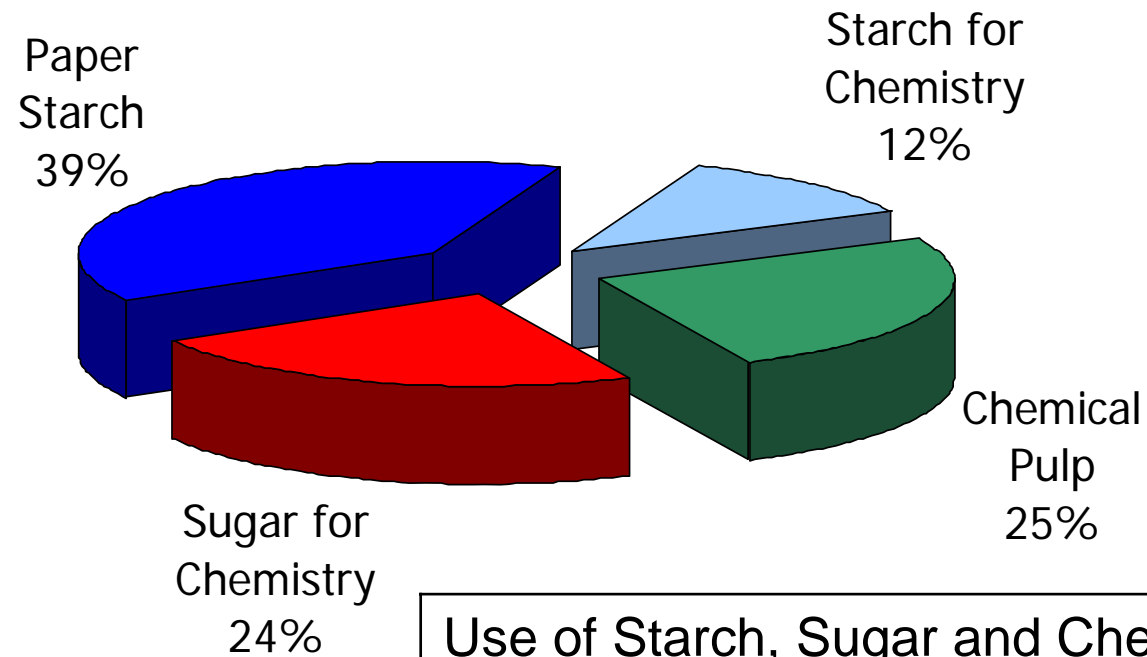 Paper
Starch
39%
Starch for
Chemistry
12%
Chemical
Pulp
25%
Sugar for
Chemistry
24%
Use of Starch, Sugar and Che